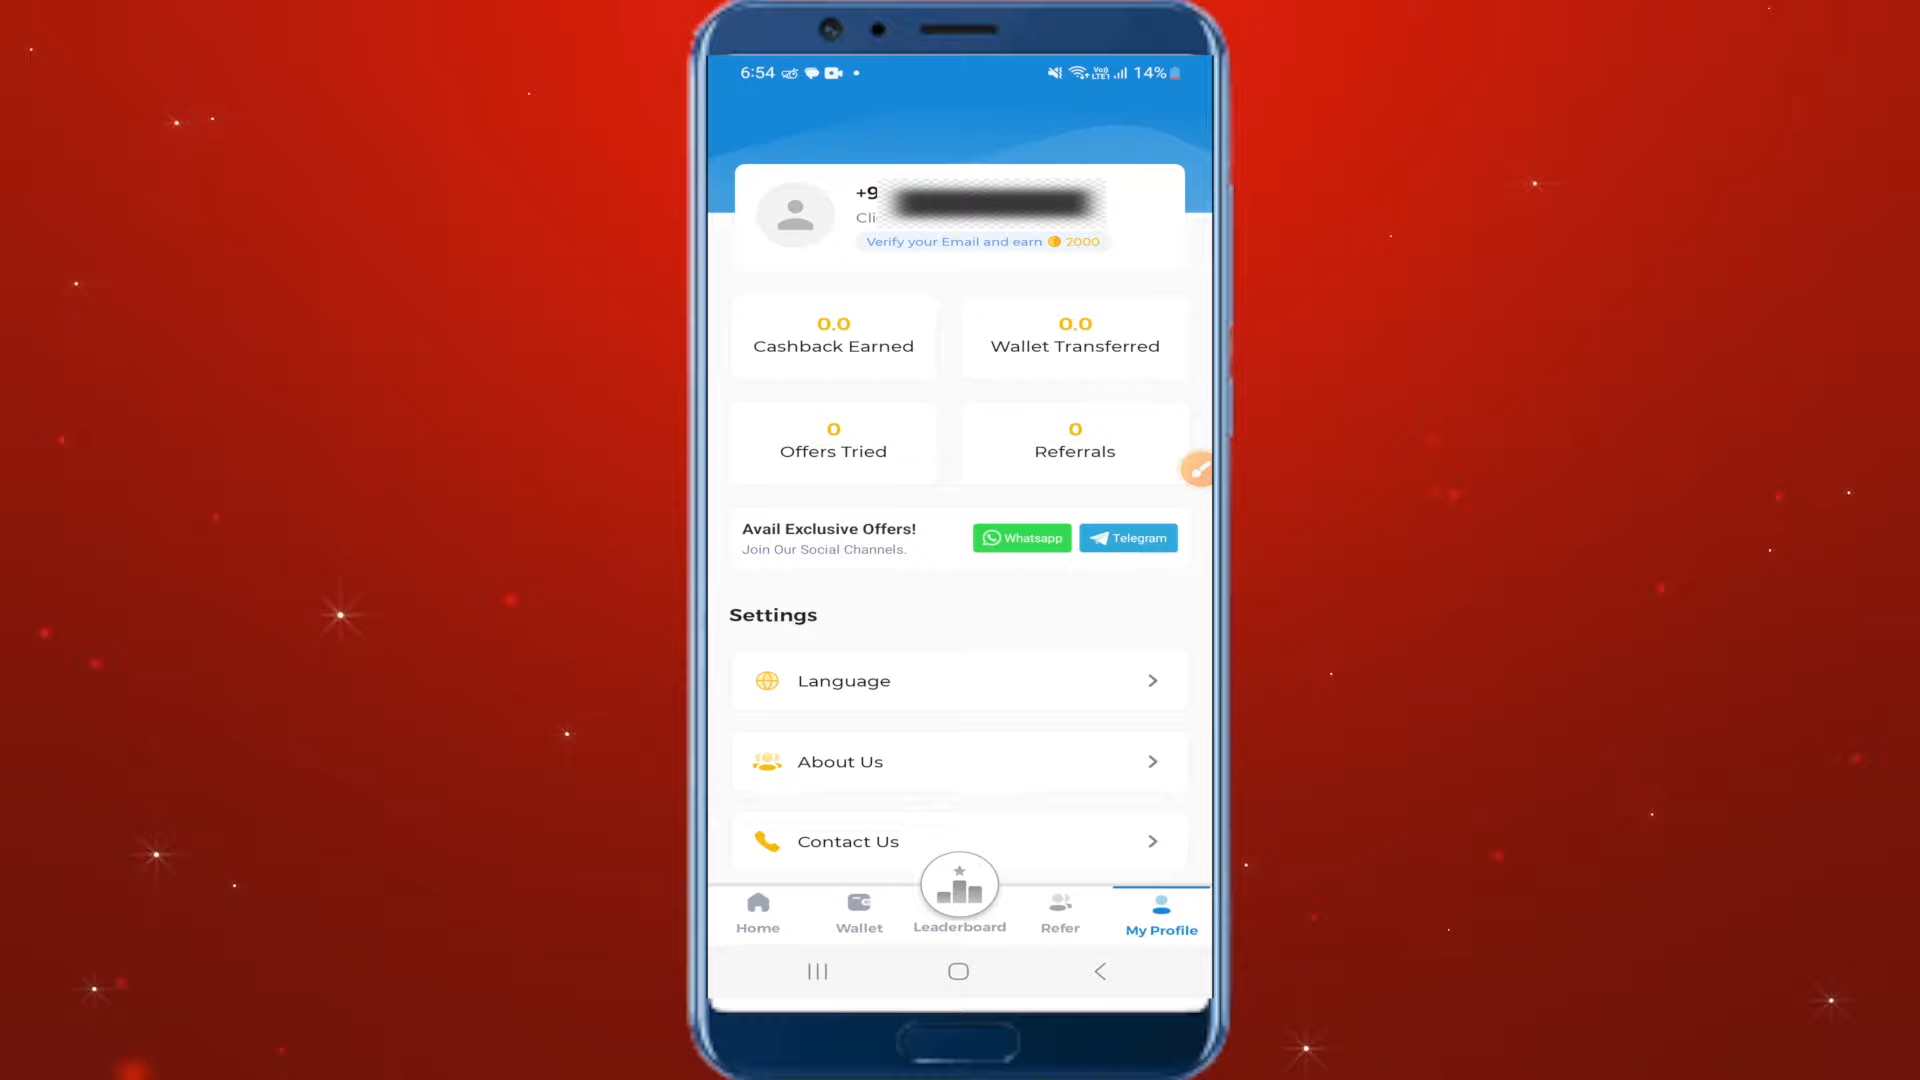 6:54 14%
+9
Cli
Verify your Email and earn 2000
0.0 0.0
Cashback Earned Wallet Transferred
0 0
Offers Tried Referrals
Avail Exclusive Offers!
Join Our Social Channels.
Whatsapp Telegram
Settings
Language
About Us
Contact Us
Home Wallet Leaderboard Refer My Profile